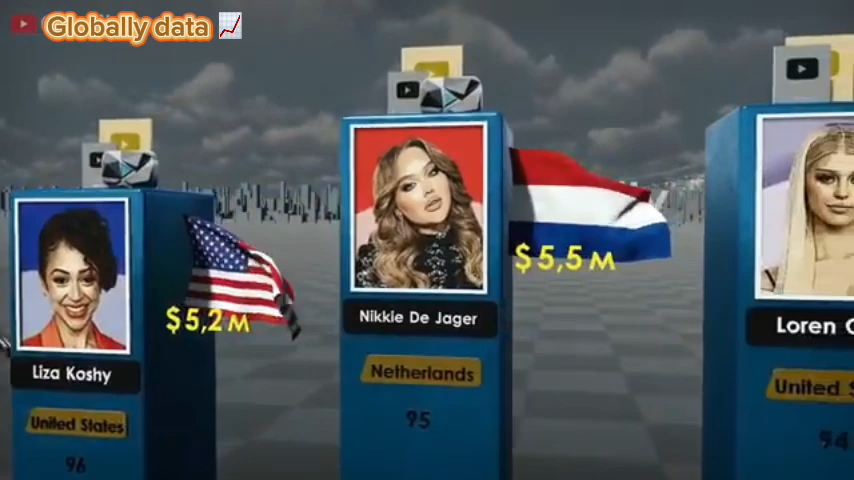 Globally data
$5,2 M
Liza Koshy
United States
96
$5,5 M
Nikkie De Jager
Netherlands
95
Loren
United
94